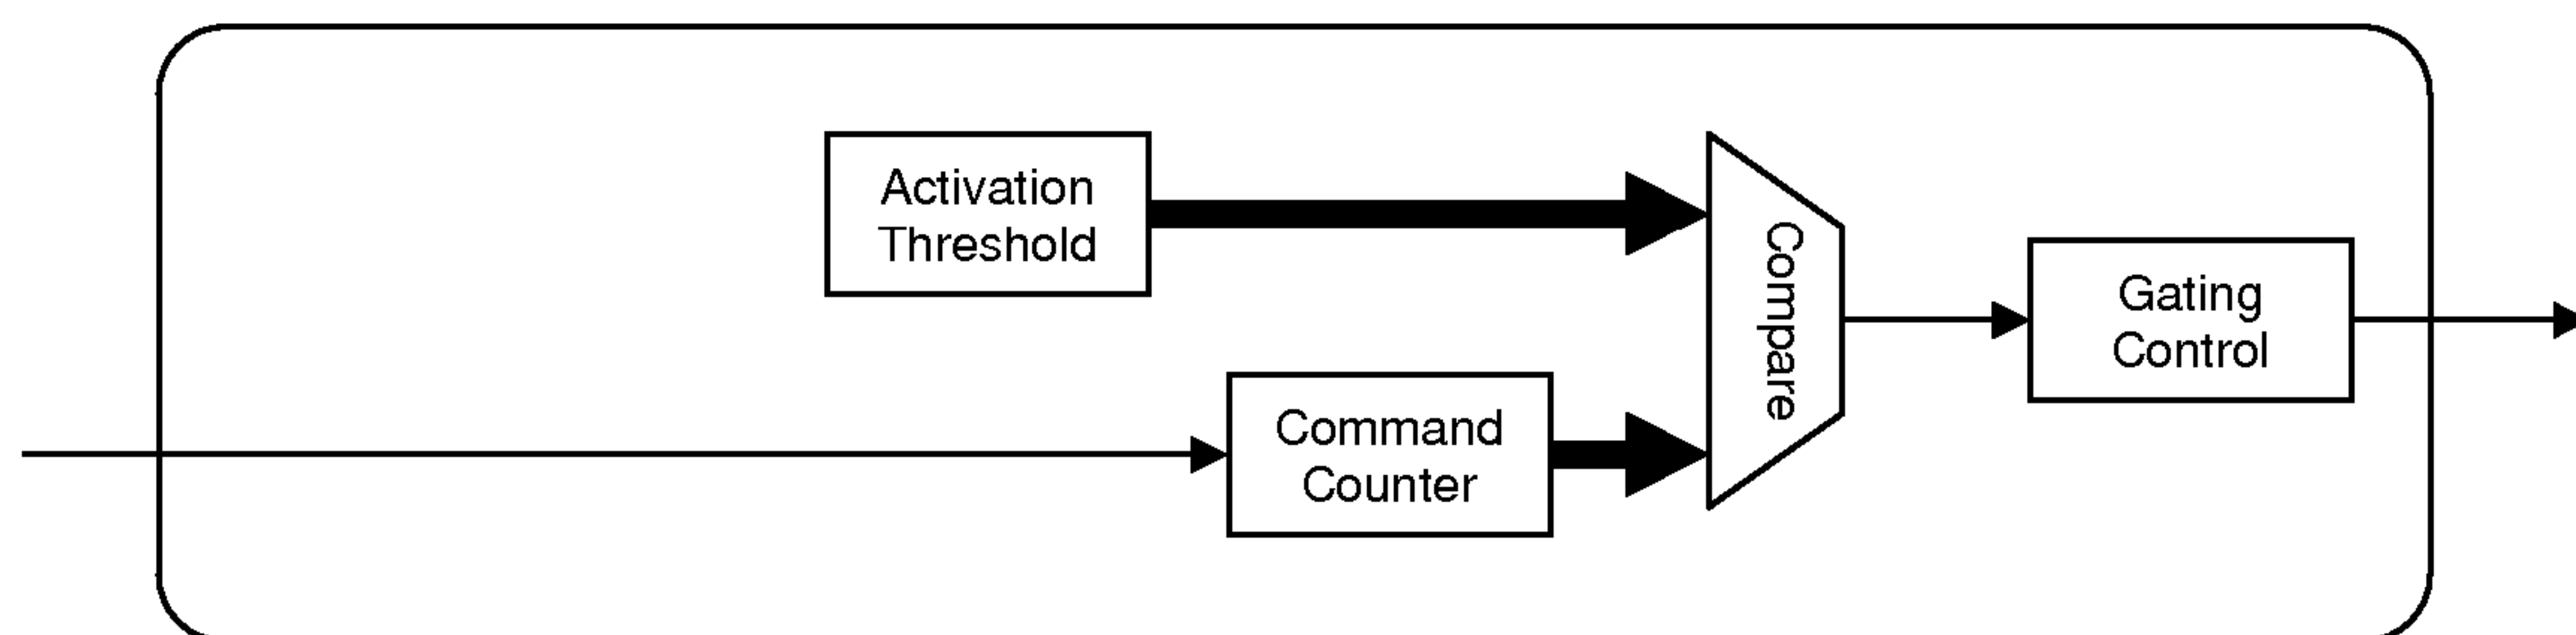 Activation
Threshold
Compare
Gating
Control
Command
Counter